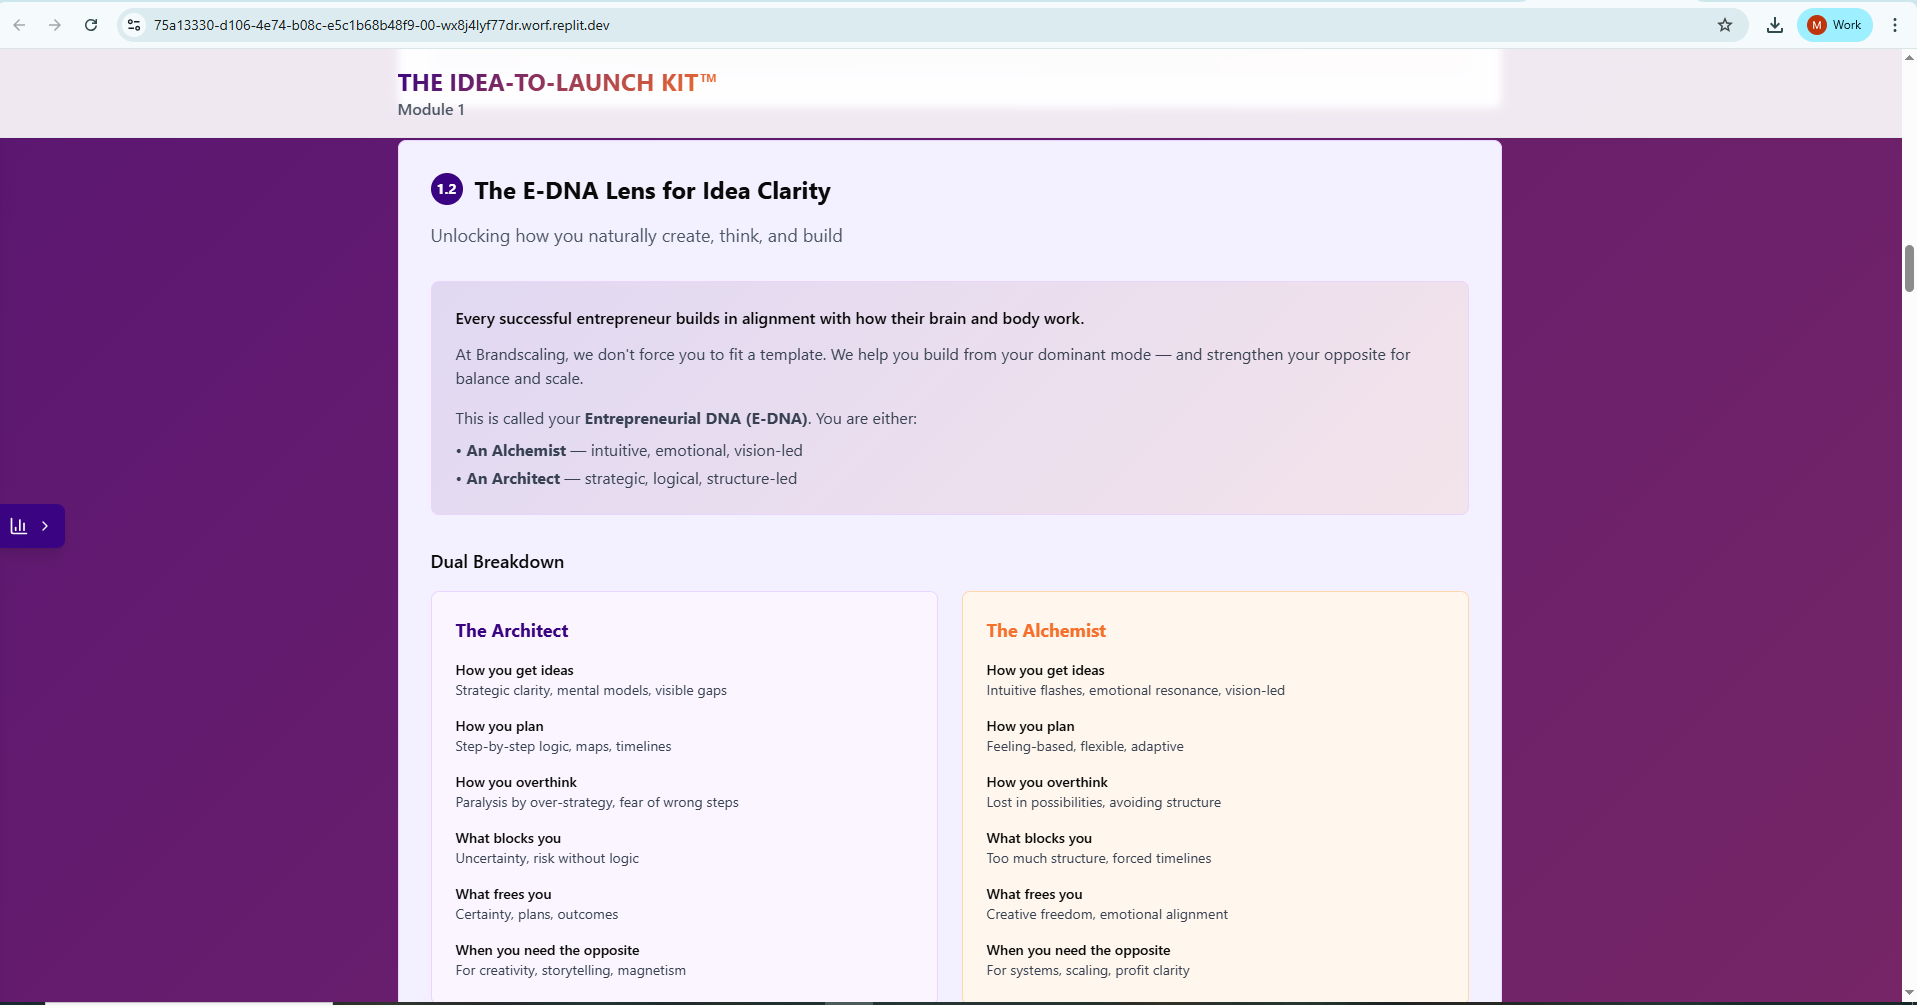 75a13330-d106-4e74-b08c-e5c1b68b48f9-00-wx8j4lyf77dr.worf.replit.dev
M Work
THE IDEA-TO-LAUNCH KIT™
Module 1
1.2 The E-DNA Lens for Idea Clarity
Unlocking how you naturally create, think, and build
Every successful entrepreneur builds in alignment with how their brain and body work.
At Brandscaling, we don't force you to fit a template. We help you build from your dominant mode — and strengthen your opposite for
balance and scale.
This is called your Entrepreneurial DNA (E-DNA). You are either:
• An Alchemist — intuitive, emotional, vision-led
• An Architect — strategic, logical, structure-led
Dual Breakdown
The Architect
How you get ideas
Strategic clarity, mental models, visible gaps
How you plan
Step-by-step logic, maps, timelines
How you overthink
Paralysis by over-strategy, fear of wrong steps
What blocks you
Uncertainty, risk without logic
What frees you
Certainty, plans, outcomes
When you need the opposite
For creativity, storytelling, magnetism
The Alchemist
How you get ideas
Intuitive flashes, emotional resonance, vision-led
How you plan
Feeling-based, flexible, adaptive
How you overthink
Lost in possibilities, avoiding structure
What blocks you
Too much structure, forced timelines
What frees you
Creative freedom, emotional alignment
When you need the opposite
For systems, scaling, profit clarity